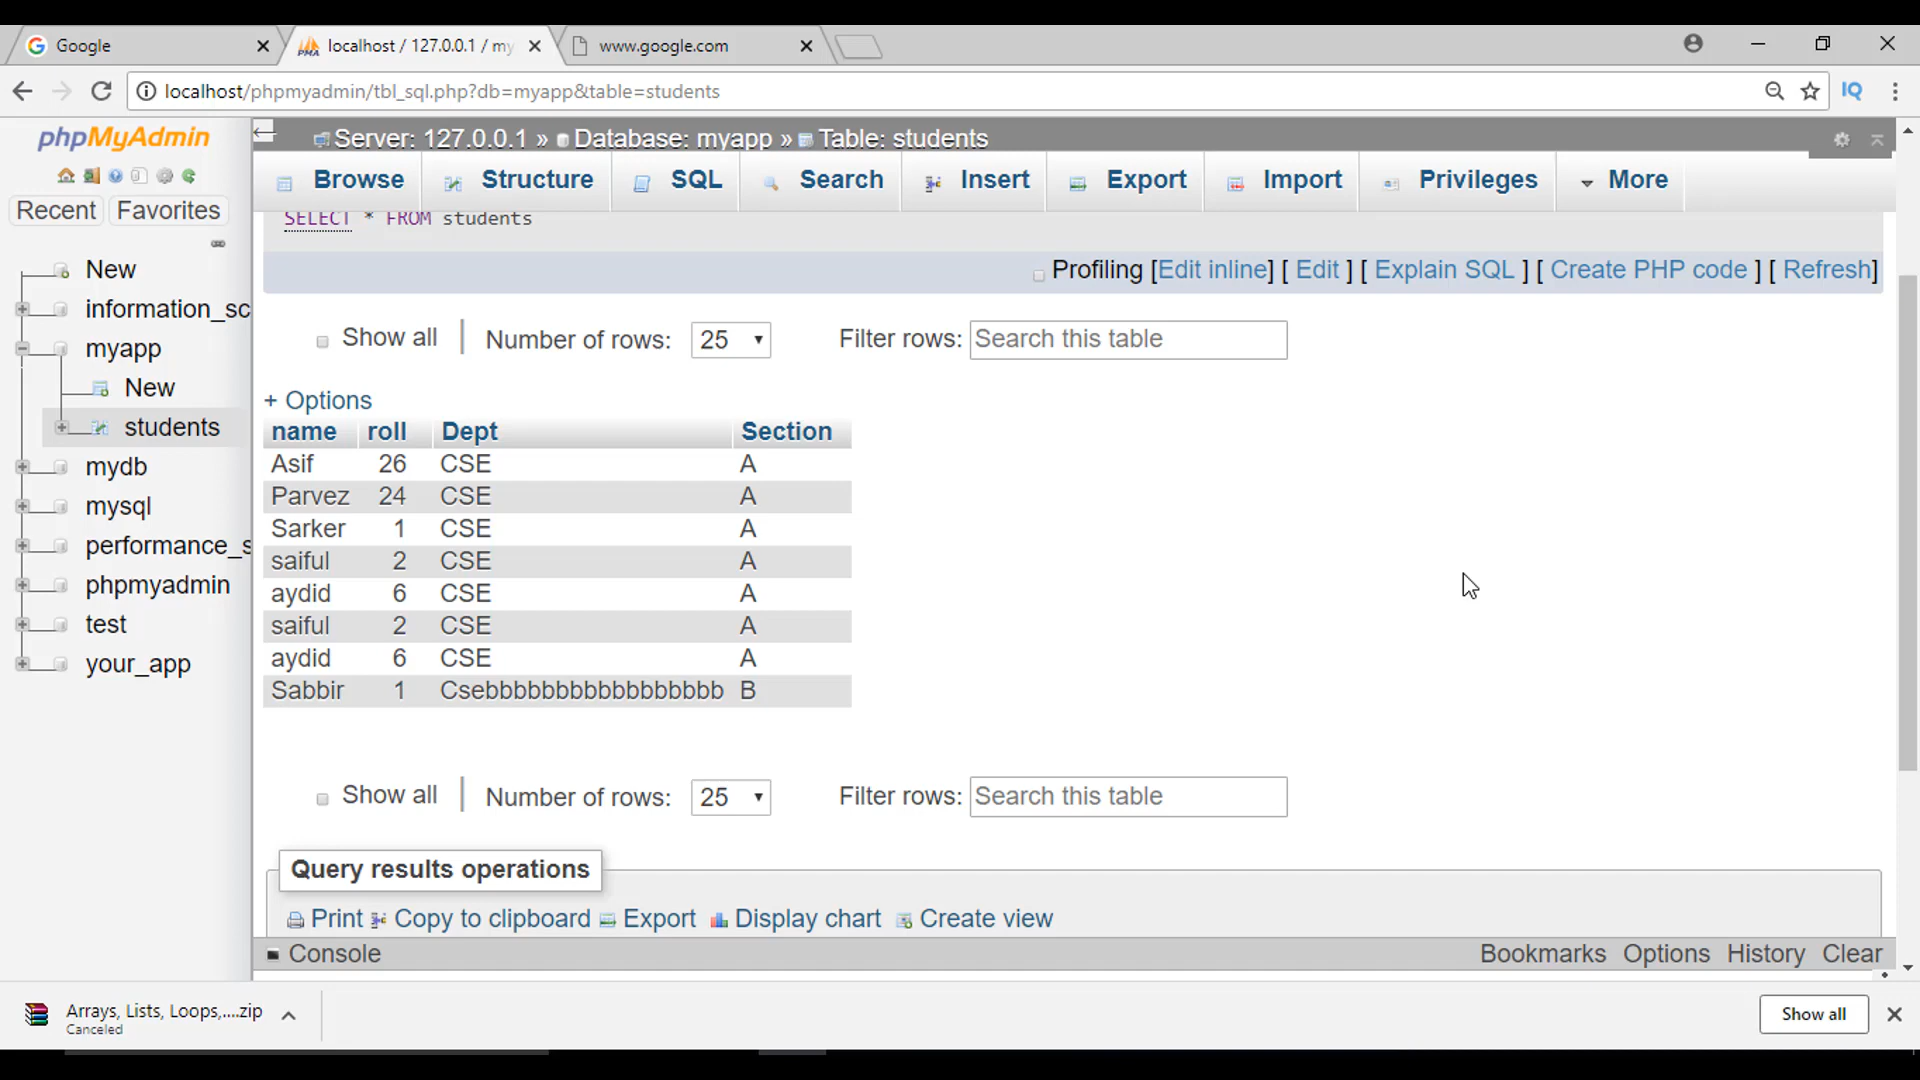 Google
localhost / 127.0.0.1 / my
www.google.com
localhost/phpmyadmin/tbl_sql.php?db=myapp&table=students
IQ
phpMyAdmin
Server: 127.0.0.1 » Database: myapp » Table: students
Browse Structure SQL Search Insert Export Import Privileges More
Recent Favorites
SELECT * FROM students
Profiling [Edit inline] [ Edit ] [ Explain SQL ] [ Create PHP code ] [ Refresh]
New
information_sc
myapp
New
students
mydb
mysql
performance_s
phpmyadmin
test
your_app
Show all Number of rows: 25 Filter rows: Search this table
+ Options
name roll Dept Section
Asif 26 CSE A
Parvez 24 CSE A
Sarker 1 CSE A
saiful 2 CSE A
aydid 6 CSE A
saiful 2 CSE A
aydid 6 CSE A
Sabbir 1 Csebbbbbbbbbbbbbbbbb B
Show all Number of rows: 25 Filter rows: Search this table
Query results operations
Print Copy to clipboard Export Display chart Create view
Console Bookmarks Options History Clear
Arrays, Lists, Loops,....zip
Canceled
Show all